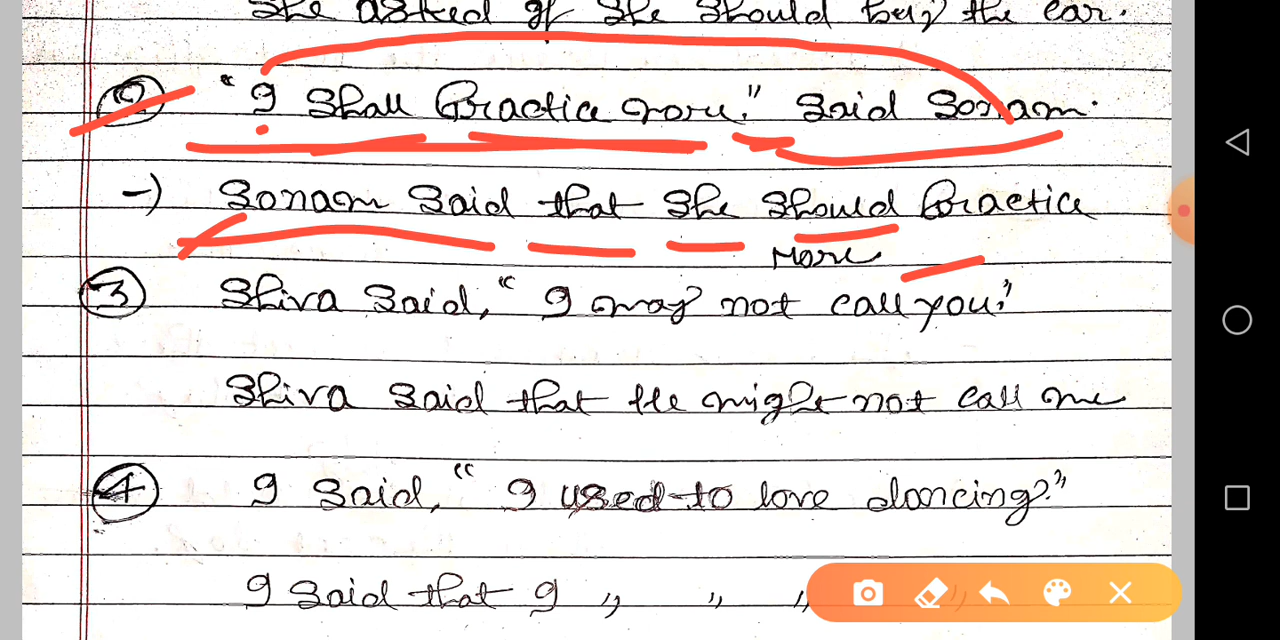 She asked if she should buy the car.
② "I Shall Practice more." Said Sonam.
→) Sonam Said that She Should Practice
more
③ Shiva Said, "I may not call you."
Shiva Said that He might not call me
④ I Said, "I used to love dancing."
I Said that I " " "